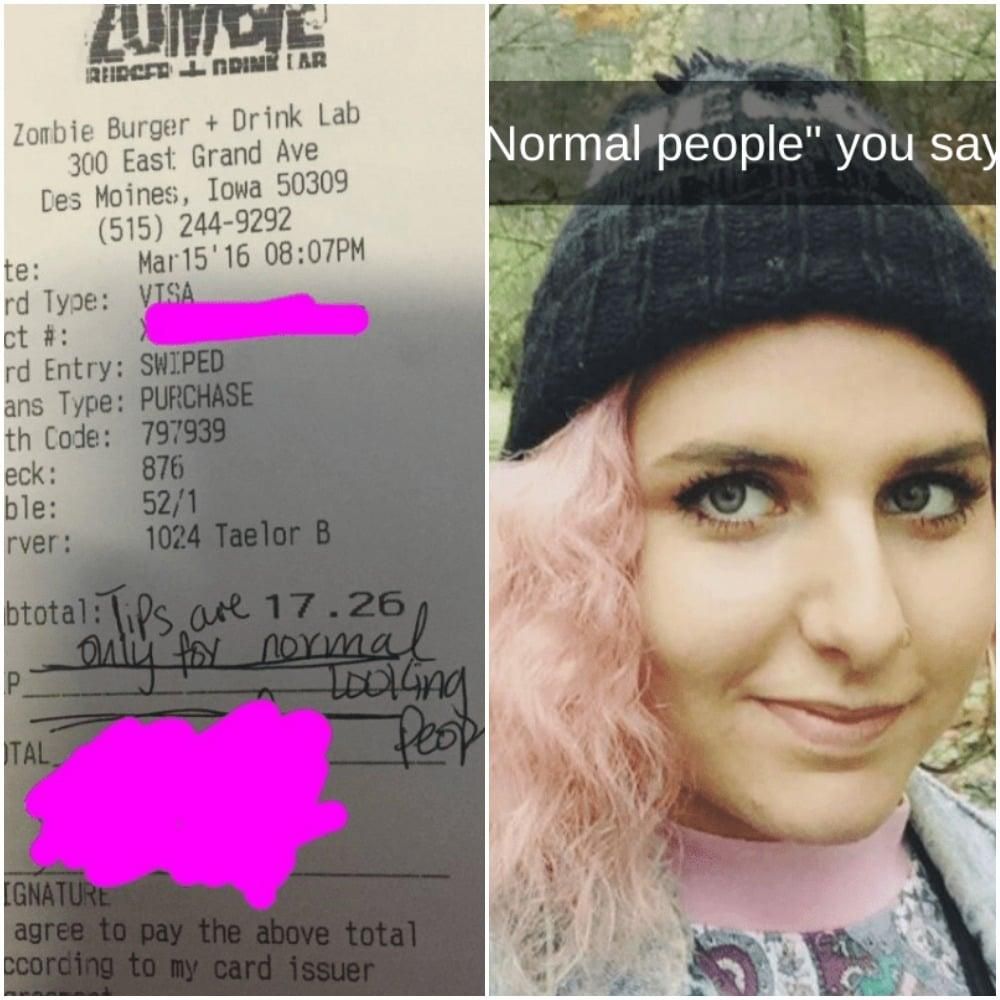 ZOMBIE
BURGER + DRINK LAB
Zombie Burger + Drink Lab
300 East Grand Ave
Des Moines, Iowa 50309
(515) 244-9292
te: Mar15'16 08:07PM
rd Type: VISA
ct #: X
rd Entry: SWIPED
ans Type: PURCHASE
th Code: 797939
eck: 876
ble: 52/1
rver: 1024 Taelor B
btotal: 17.26
Tips are
only for normal
P
looking
peop
OTAL
IGNATURE
agree to pay the above total
ccording to my card issuer
Normal people" you say